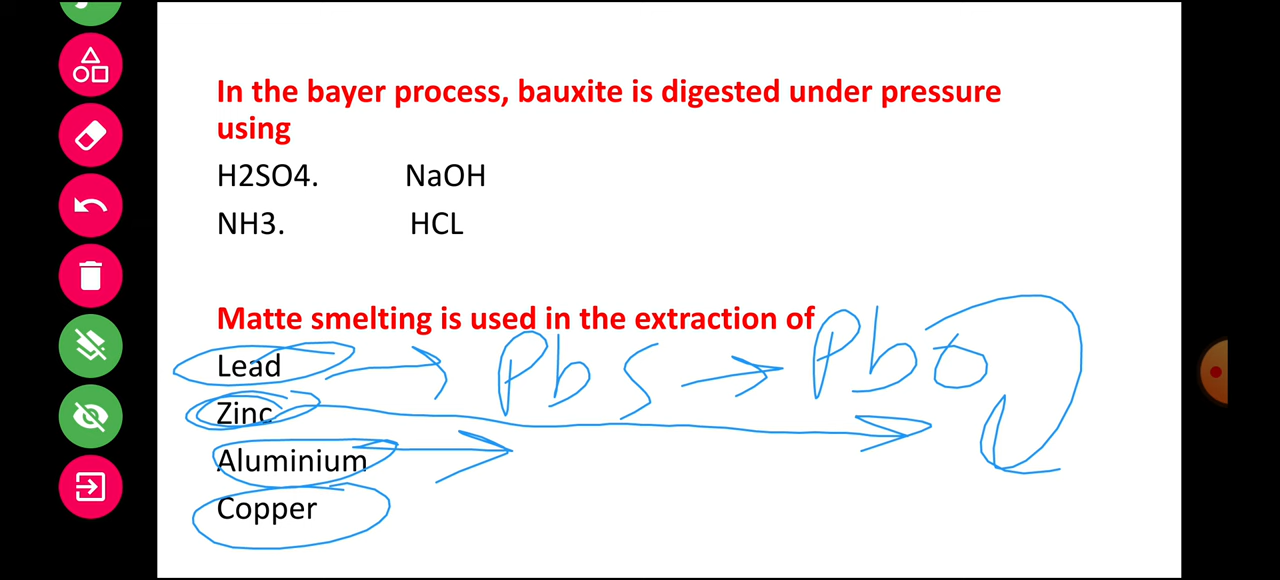 In the bayer process, bauxite is digested under pressure
using
H2SO4. NaOH
NH3. HCL
Matte smelting is used in the extraction of
Lead → PbS → PbO
Zinc
Aluminium
Copper